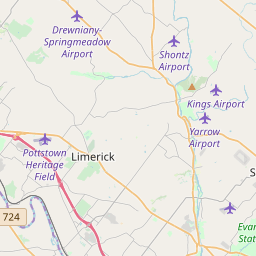 Drewniany-
Springmeadow
Airport
Shontz
Airport
Kings Airport
Yarrow
Airport
Pottstown
Heritage
Field
Limerick
S
724
Evan
Stat